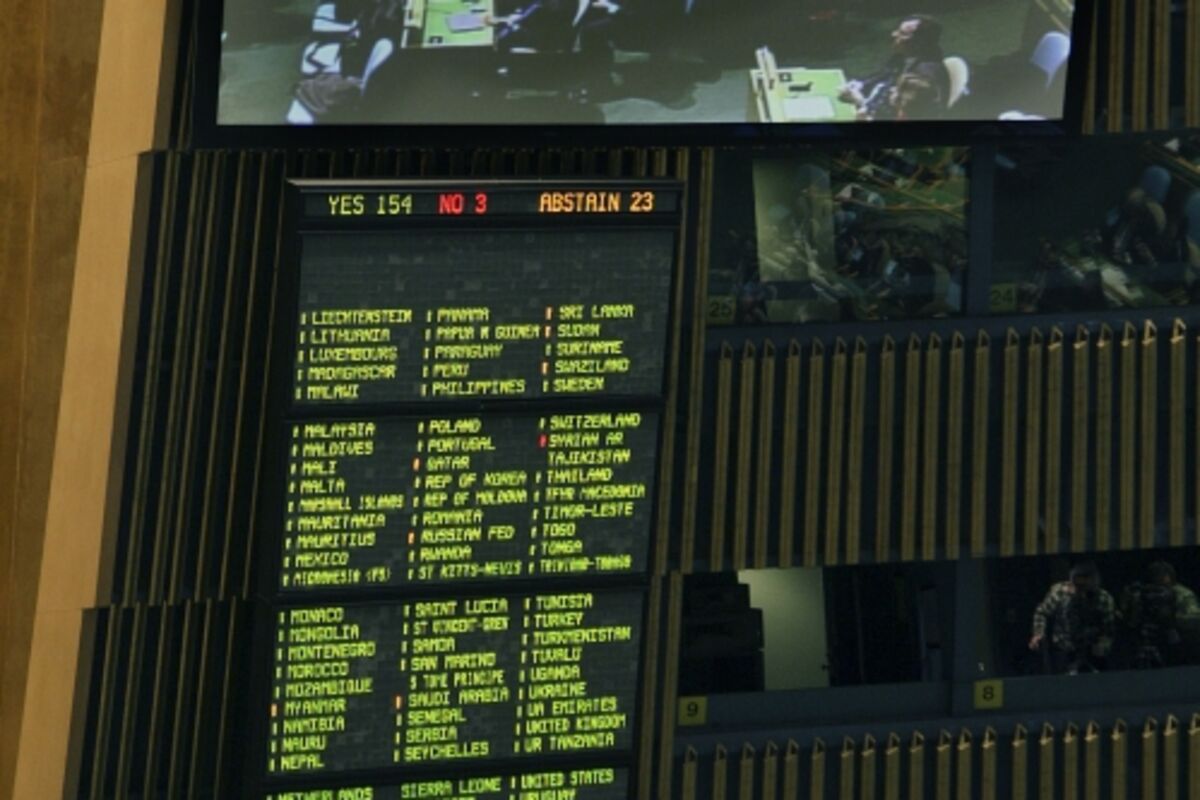 YES 154 NO 3 ABSTAIN 23
LIECHTENSTEIN PANAMA SRI LANKA
LITHUANIA PAPUA N GUINEA SUDAN
LUXEMBOURG PARAGUAY SURINAME
MADAGASCAR PERU SWAZILAND
MALAWI PHILIPPINES SWEDEN
MALAYSIA POLAND SWITZERLAND
MALDIVES PORTUGAL SYRIAN AR
MALI QATAR TAJIKISTAN
MALTA REP OF KOREA THAILAND
MARSHALL ISLANDS REP OF MOLDOVA TFYR MACEDONIA
MAURITANIA ROMANIA TIMOR-LESTE
MAURITIUS RUSSIAN FED TOGO
MEXICO RWANDA TONGA
MICRONESIA (FS) ST KITTS-NEVIS TRINIDAD-TOBAGO
MONACO SAINT LUCIA TUNISIA
MONGOLIA ST VINCENT-GREN TURKEY
MONTENEGRO SAMOA TURKMENISTAN
MOROCCO SAN MARINO TUVALU
MOZAMBIQUE S TOME PRINCIPE UGANDA
MYANMAR SAUDI ARABIA UKRAINE
NAMIBIA SENEGAL UA EMIRATES
NAURU SERBIA UNITED KINGDOM
NEPAL SEYCHELLES UR TANZANIA
NETHERLANDS SIERRA LEONE UNITED STATES
URUGUAY
25
24
9
8